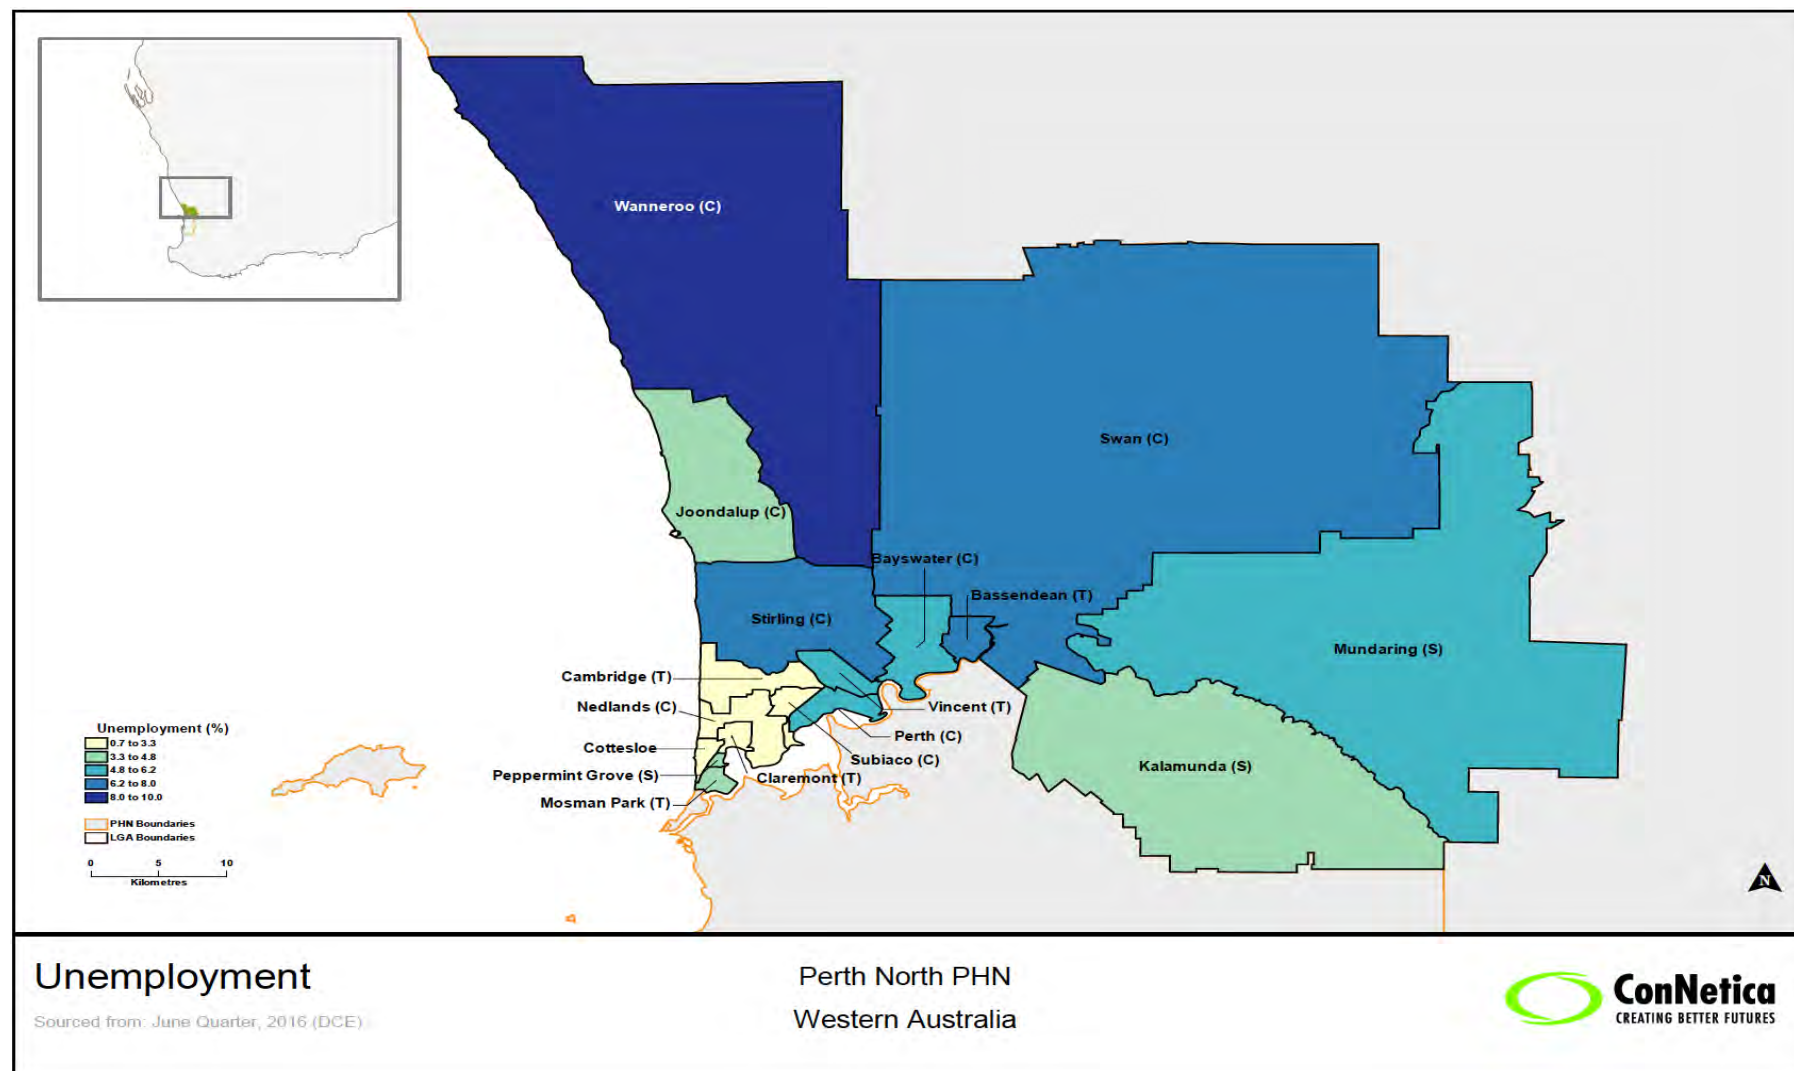 Wanneroo (C)
Swan (C)
Joondalup (C)
Bayswater (C)
Bassendean (T)
Stirling (C)
Mundaring (S)
Cambridge (T)
Nedlands (C)
Vincent (T)
Perth (C)
Cottesloe
Subiaco (C)
Peppermint Grove (S)
Claremont (T)
Kalamunda (S)
Mosman Park (T)
Unemployment (%)
0.7 to 3.3
3.3 to 4.8
4.8 to 6.2
6.2 to 8.0
8.0 to 10.0
PHN Boundaries
LGA Boundaries
0 5 10
Kilometres
N
Unemployment
Sourced from: June Quarter, 2016 (DCE)
Perth North PHN
Western Australia
ConNetica
CREATING BETTER FUTURES